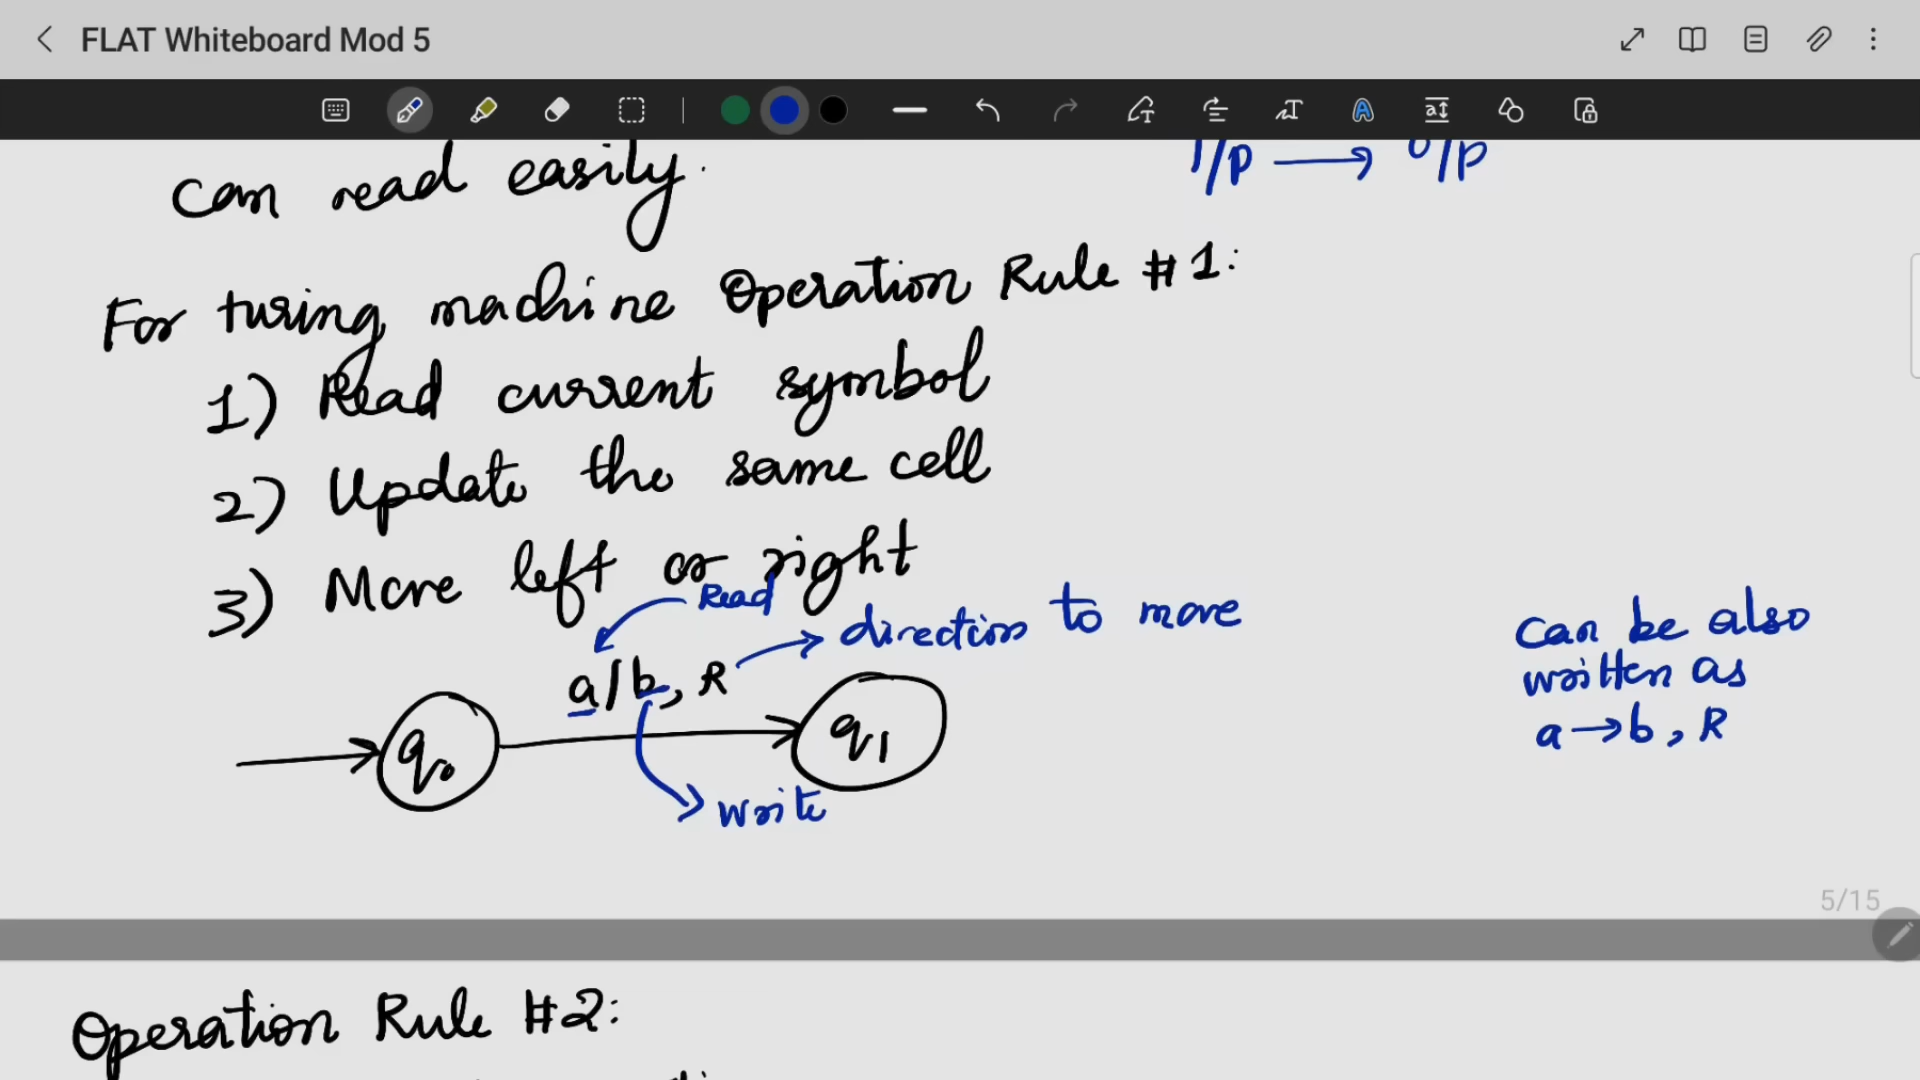 FLAT Whiteboard Mod 5
can read easily.
I/p → o/p
For turing machine Operation Rule #1:
1) Read current symbol
2) Update the same cell
3) Move left or right
Read
direction to move
a/b, R
q0
q1
write
can be also
written as
a→b, R
5/15
Operation Rule #2: